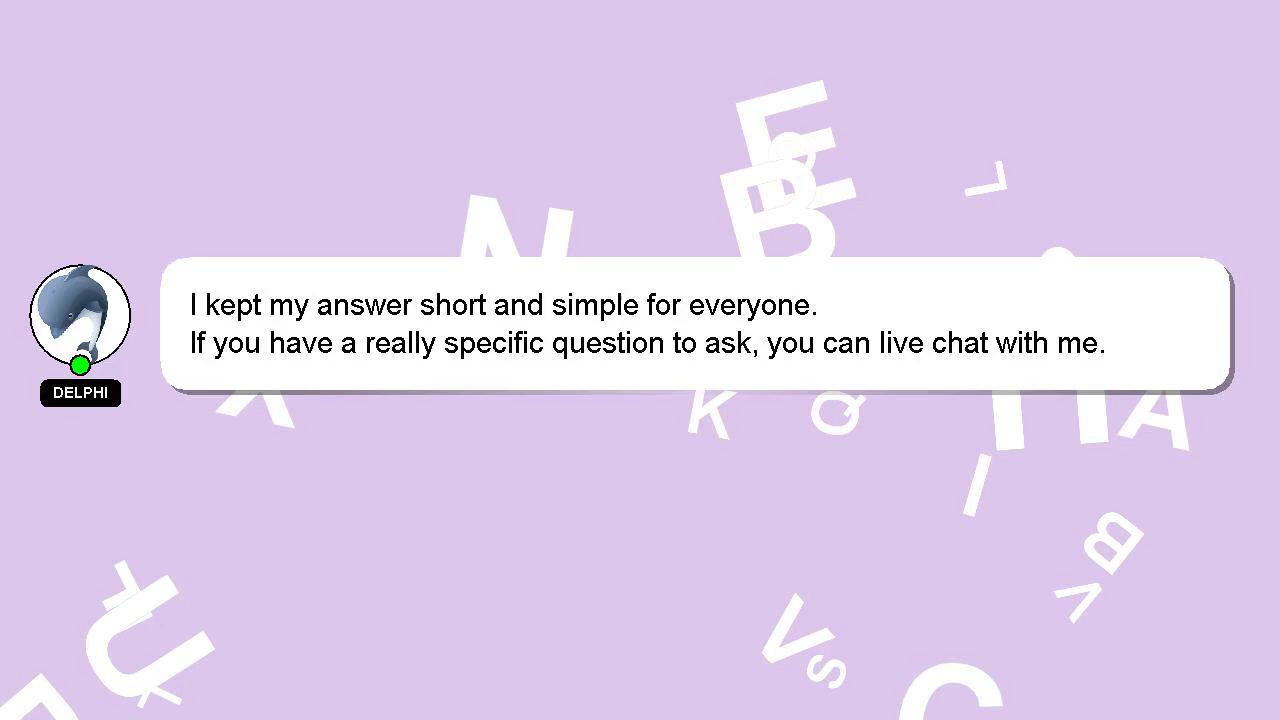 I kept my answer short and simple for everyone.
If you have a really specific question to ask, you can live chat with me.
DELPHI